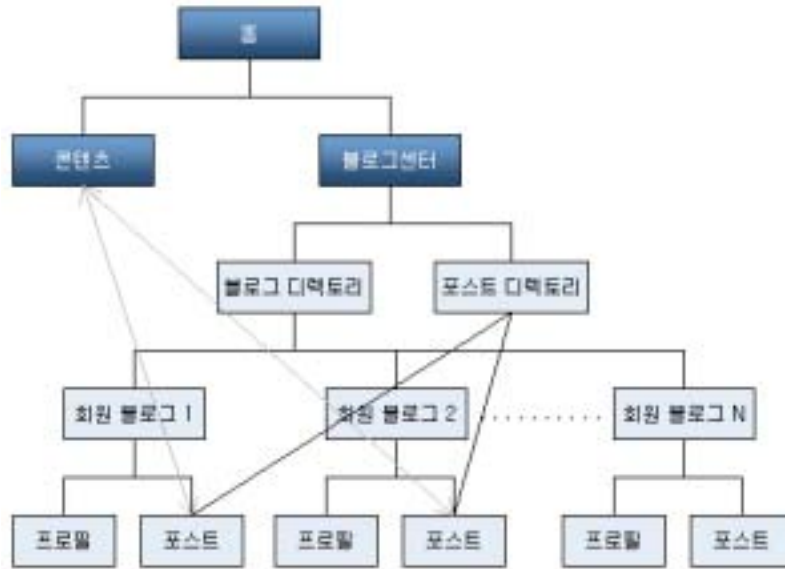 홈
콘텐츠
블로그센터
블로그 디렉토리
포스트 디렉토리
회원 블로그 1
회원 블로그 2
회원 블로그 N
프로필
포스트
프로필
포스트
프로필
포스트